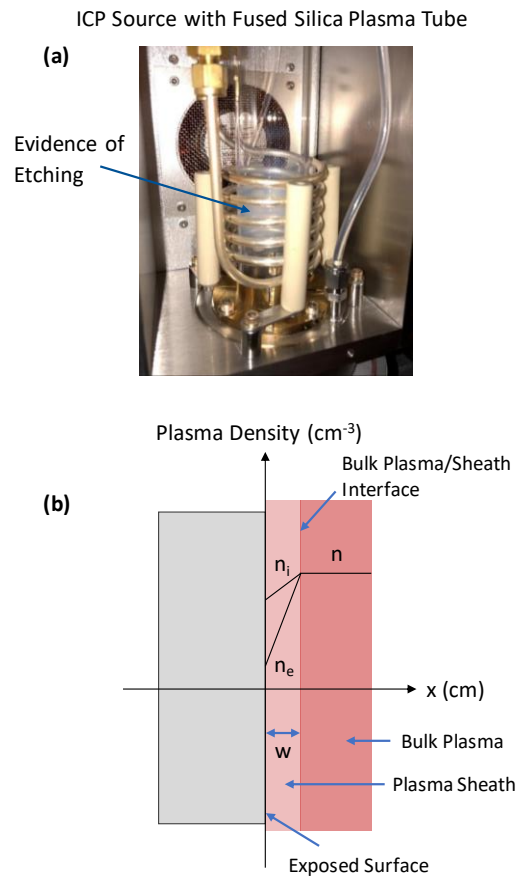 ICP Source with Fused Silica Plasma Tube
(a)
Evidence of
Etching
Plasma Density (cm-3)
(b)
Bulk Plasma/Sheath
Interface
ni
n
ne
x (cm)
w
Bulk Plasma
Plasma Sheath
Exposed Surface